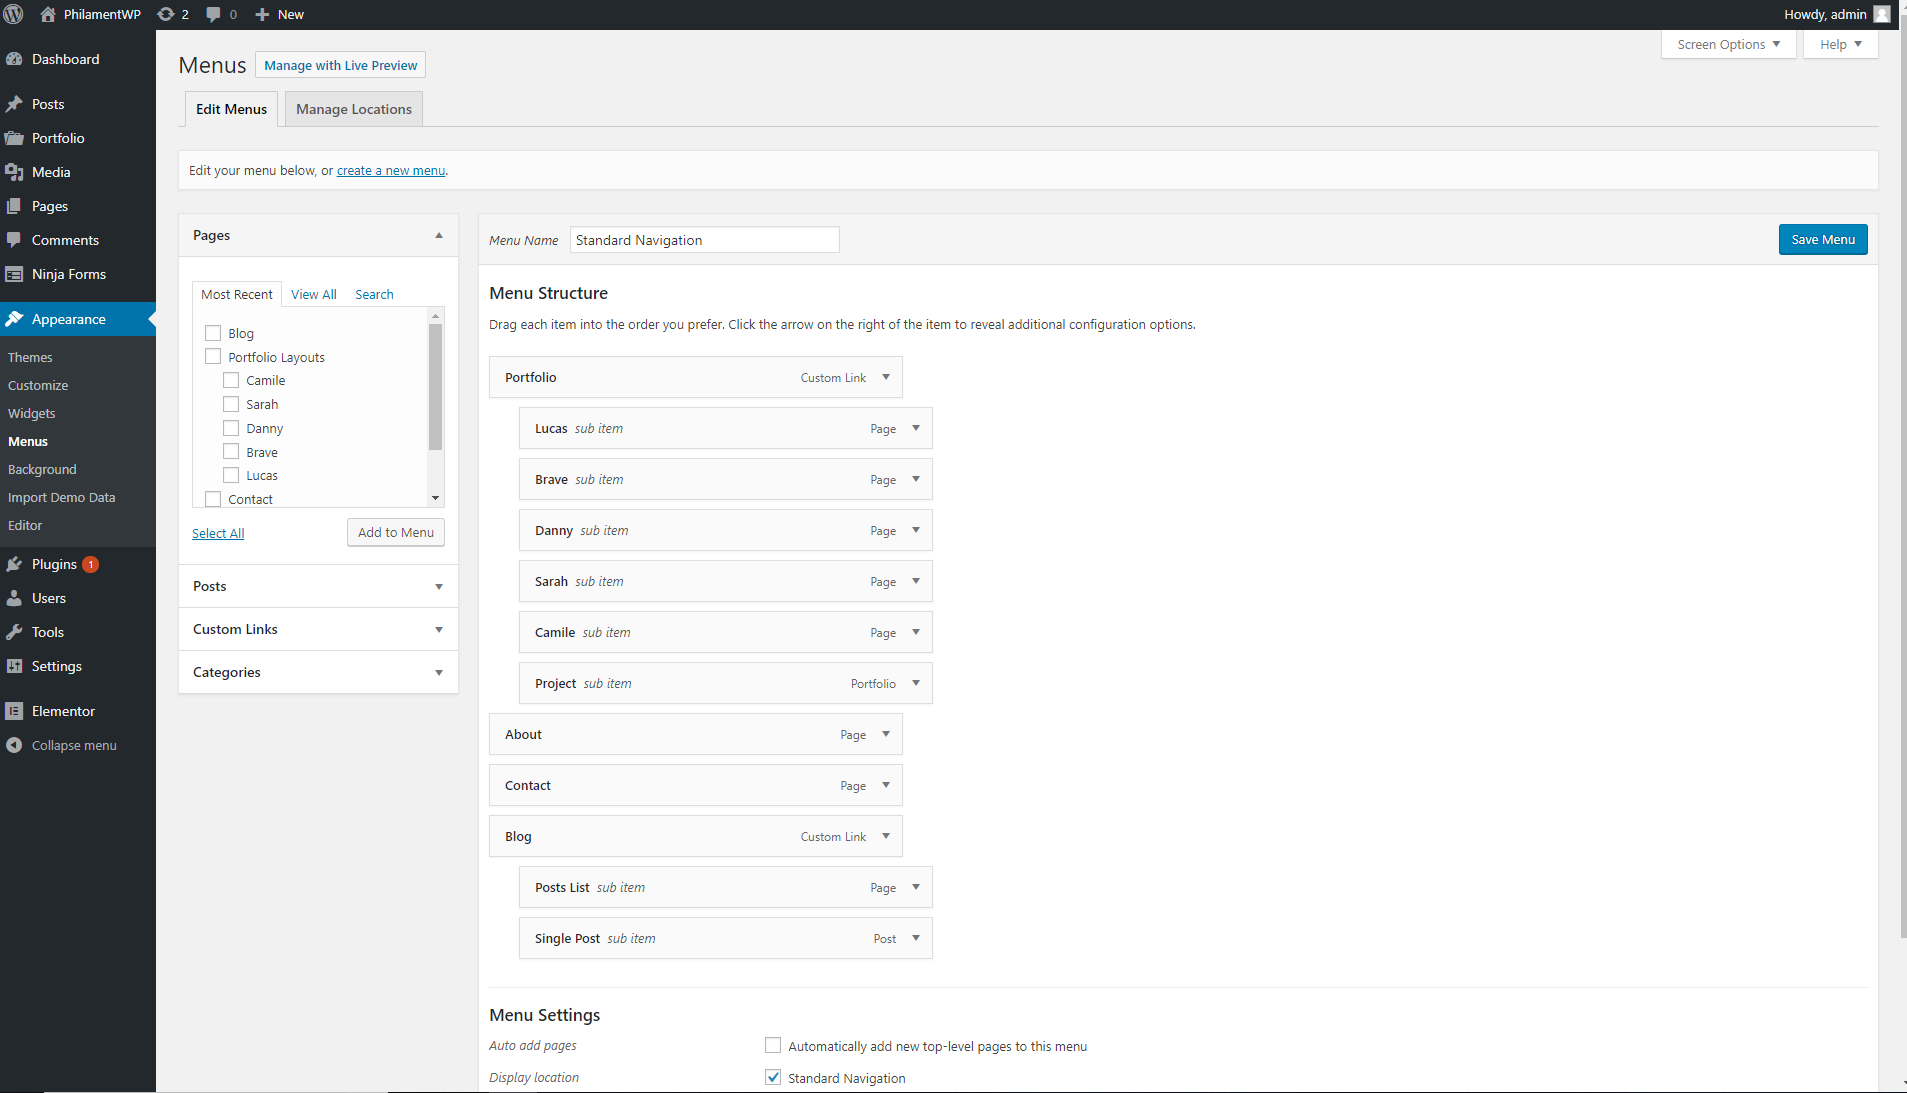 PhilamentWP 2 0 New
Howdy, admin
Dashboard
Posts
Portfolio
Media
Pages
Comments
Ninja Forms
Appearance
Themes
Customize
Widgets
Menus
Background
Import Demo Data
Editor
Plugins 1
Users
Tools
Settings
Elementor
Collapse menu
Screen Options Help
Menus Manage with Live Preview
Edit Menus Manage Locations
Edit your menu below, or create a new menu.
Pages
Most Recent View All Search
Blog
Portfolio Layouts
Camile
Sarah
Danny
Brave
Lucas
Contact
Select All Add to Menu
Posts
Custom Links
Categories
Menu Name Standard Navigation Save Menu
Menu Structure
Drag each item into the order you prefer. Click the arrow on the right of the item to reveal additional configuration options.
Portfolio Custom Link
Lucas sub item Page
Brave sub item Page
Danny sub item Page
Sarah sub item Page
Camile sub item Page
Project sub item Portfolio
About Page
Contact Page
Blog Custom Link
Posts List sub item Page
Single Post sub item Post
Menu Settings
Auto add pages Automatically add new top-level pages to this menu
Display location Standard Navigation